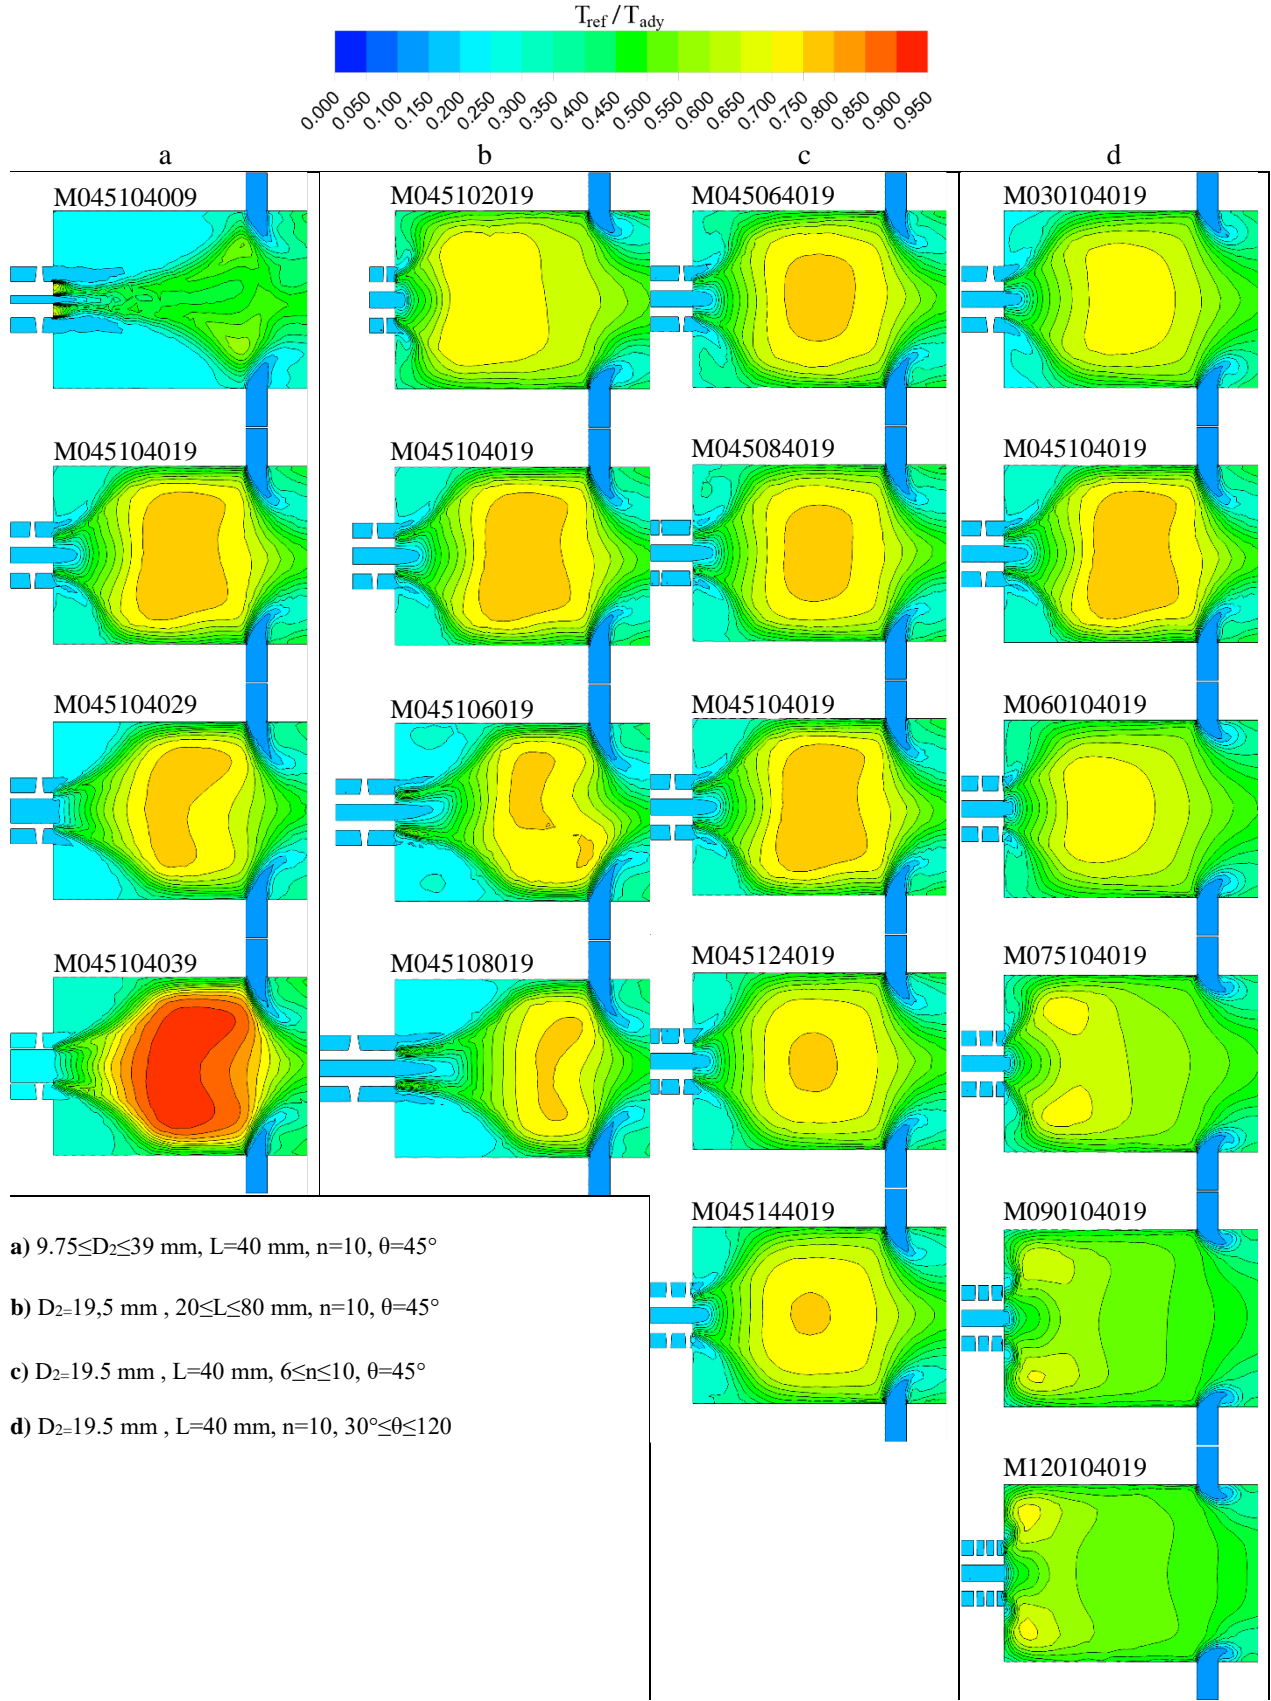 T_ref / T_ady
0.000 0.050 0.100 0.150 0.200 0.250 0.300 0.350 0.400 0.450 0.500 0.550 0.600 0.650 0.700 0.750 0.800 0.850 0.900 0.950
a b c d
M045104009 M045102019 M045064019 M030104019
M045104019 M045104019 M045084019 M045104019
M045104029 M045106019 M045104019 M060104019
M045104039 M045108019 M045124019 M075104019
M045144019 M090104019
a) 9.75≤D2≤39 mm, L=40 mm, n=10, θ=45°
b) D2=19,5 mm , 20≤L≤80 mm, n=10, θ=45°
c) D2=19.5 mm , L=40 mm, 6≤n≤10, θ=45°
d) D2=19.5 mm , L=40 mm, n=10, 30°≤θ≤120
M120104019